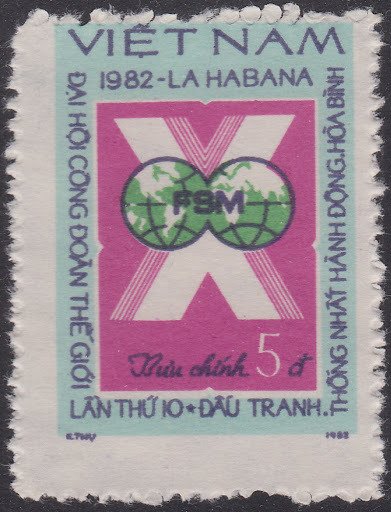 VIỆT NAM
1982-LA HABANA
ĐẠI HỘI CÔNG ĐOÀN THẾ GIỚI
LẦN THỨ 10 ★ ĐẤU TRANH.
THỐNG NHẤT HÀNH ĐỘNG.HÒA BÌNH
X
FSM
Bưu chính 5 đ
K.THU
1982